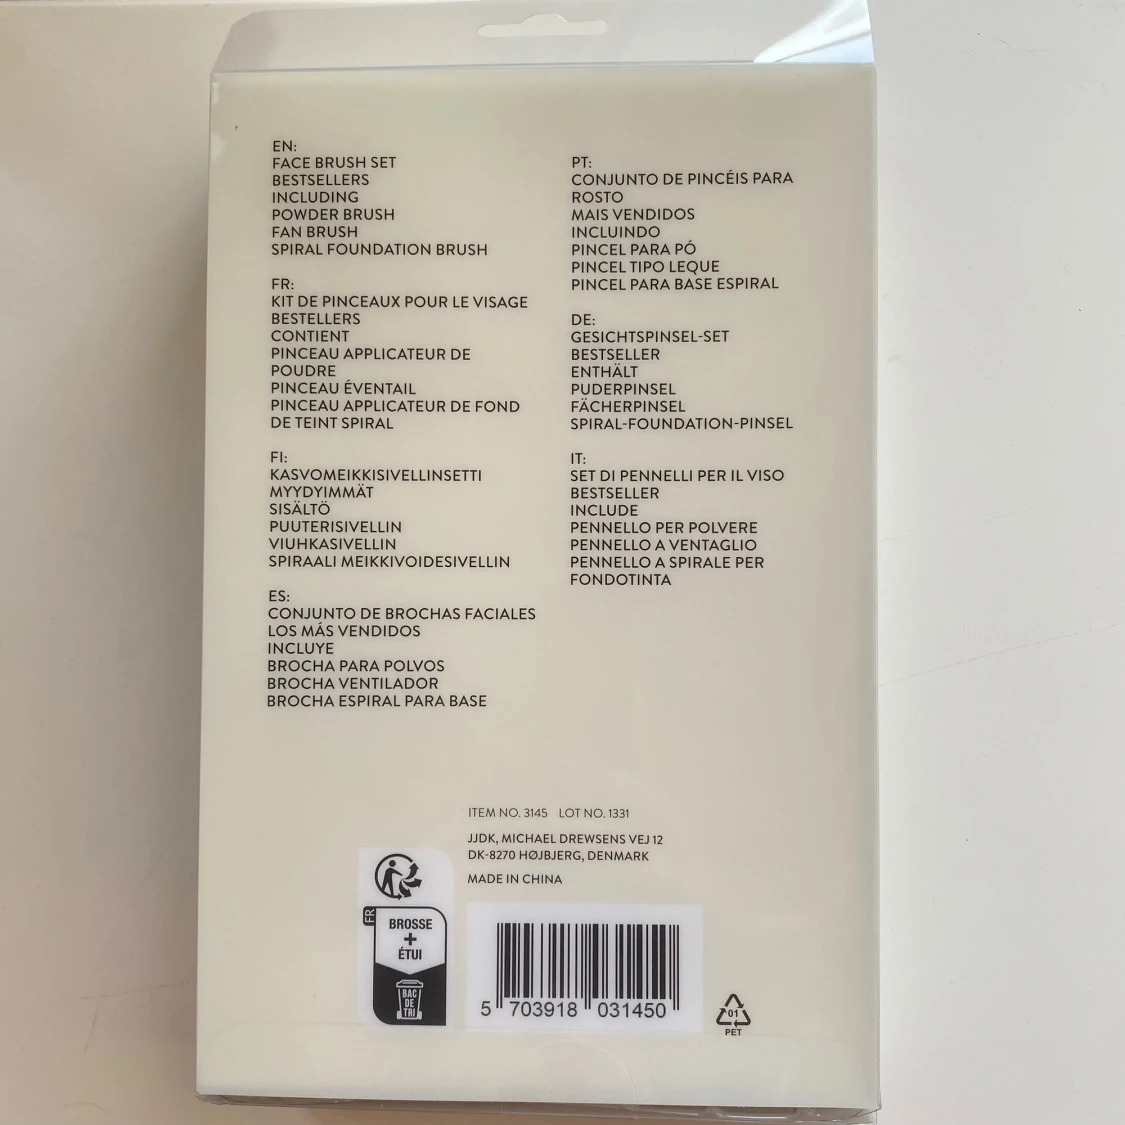 EN:
FACE BRUSH SET
BESTSELLERS
INCLUDING
POWDER BRUSH
FAN BRUSH
SPIRAL FOUNDATION BRUSH
FR:
KIT DE PINCEAUX POUR LE VISAGE
BESTELLERS
CONTIENT
PINCEAU APPLICATEUR DE
POUDRE
PINCEAU ÉVENTAIL
PINCEAU APPLICATEUR DE FOND
DE TEINT SPIRAL
FI:
KASVOMEIKKISIVELLINSETTI
MYYDYIMMÄT
SISÄLTÖ
PUUTERISIVELLIN
VIUHKASIVELLIN
SPIRAALI MEIKKIVOIDESIVELLIN
ES:
CONJUNTO DE BROCHAS FACIALES
LOS MÁS VENDIDOS
INCLUYE
BROCHA PARA POLVOS
BROCHA VENTILADOR
BROCHA ESPIRAL PARA BASE
PT:
CONJUNTO DE PINCÉIS PARA
ROSTO
MAIS VENDIDOS
INCLUINDO
PINCEL PARA PÓ
PINCEL TIPO LEQUE
PINCEL PARA BASE ESPIRAL
DE:
GESICHTSPINSEL-SET
BESTSELLER
ENTHÄLT
PUDERPINSEL
FÄCHERPINSEL
SPIRAL-FOUNDATION-PINSEL
IT:
SET DI PENNELLI PER IL VISO
BESTSELLER
INCLUDE
PENNELLO PER POLVERE
PENNELLO A VENTAGLIO
PENNELLO A SPIRALE PER
FONDOTINTA
ITEM NO. 3145 LOT NO. 1331
JJDK, MICHAEL DREWSENS VEJ 12
DK-8270 HØJBJERG, DENMARK
MADE IN CHINA
FR
BROSSE
+
ÉTUI
BAC
DE
TRI
5 703918 031450
01
PET